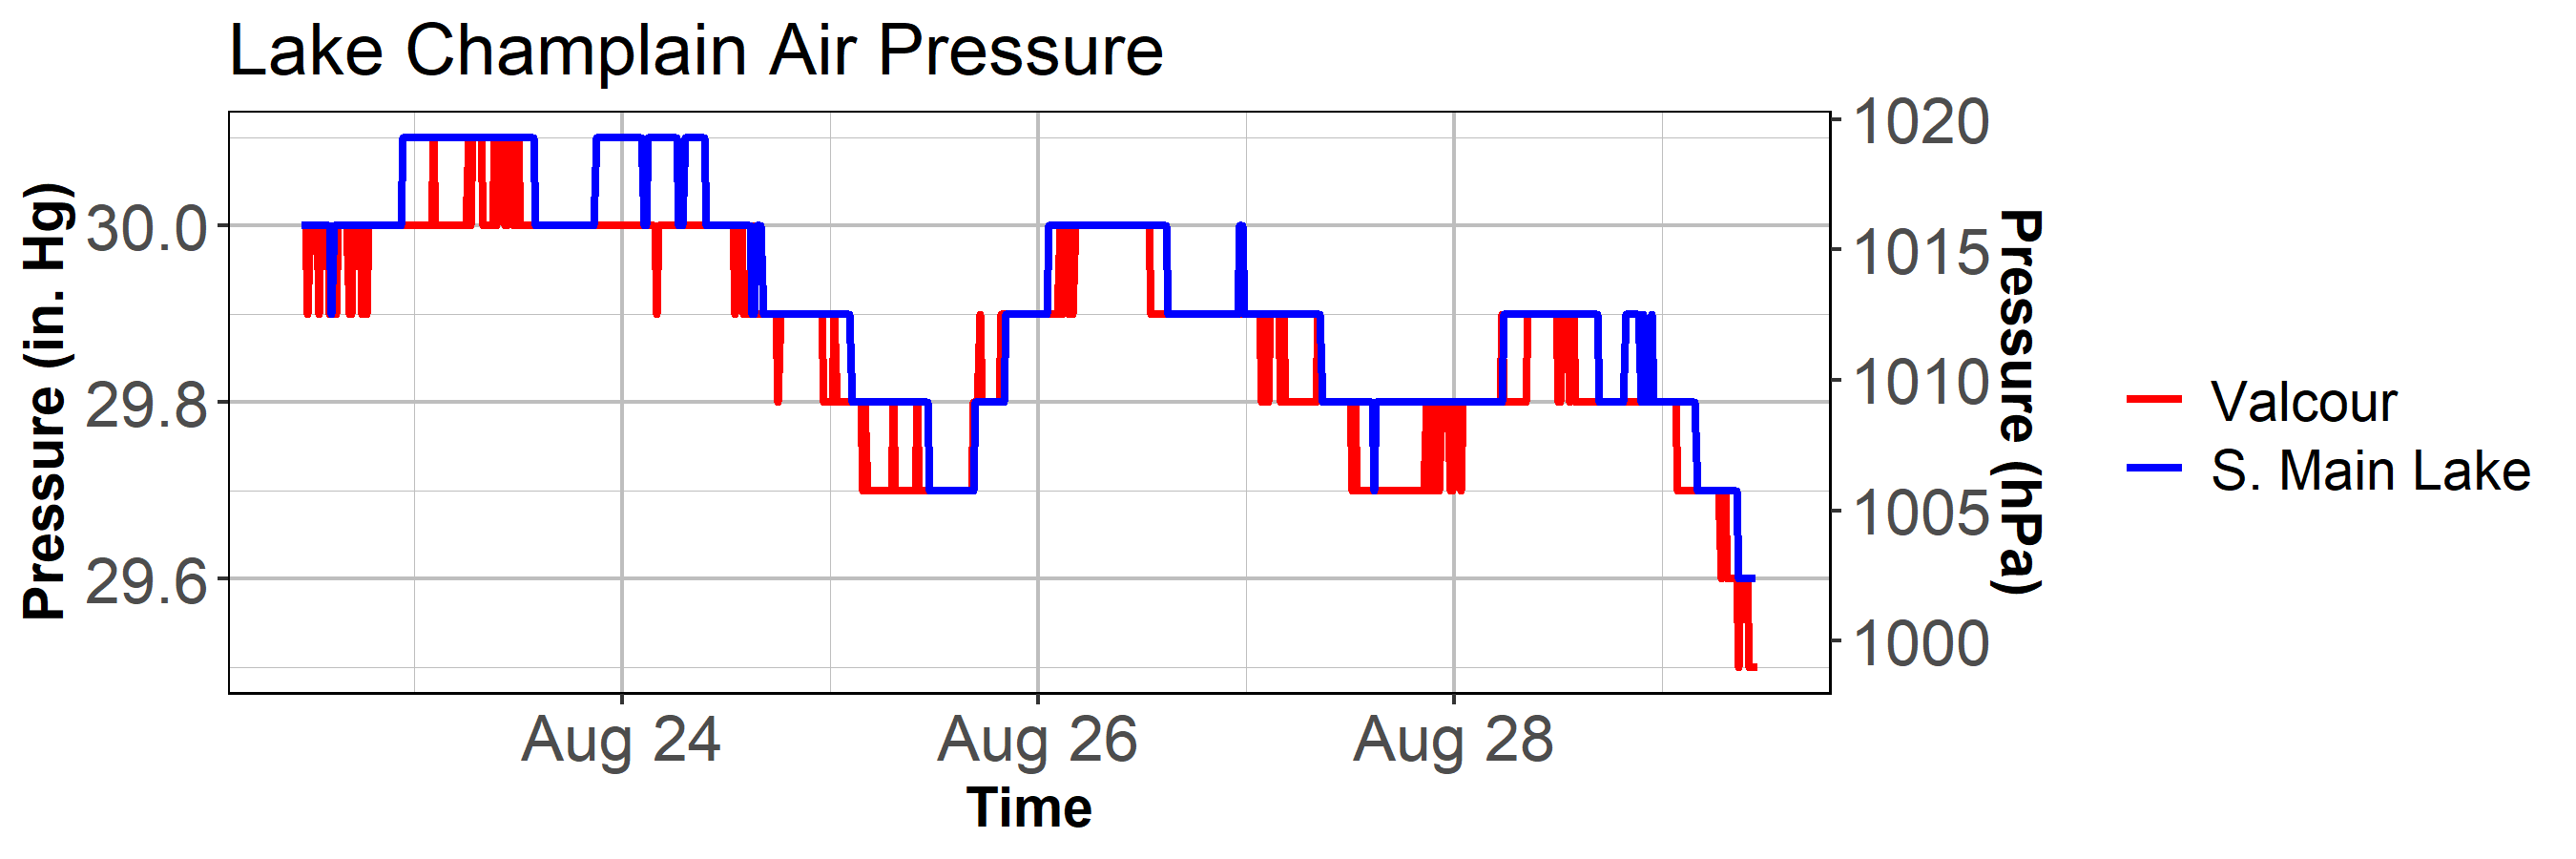 Lake Champlain Air Pressure
Pressure (in. Hg)
30.0
29.8
29.6
1020
1015
1010
1005
1000
Pressure (hPa)
Aug 24
Aug 26
Aug 28
Time
Valcour
S. Main Lake